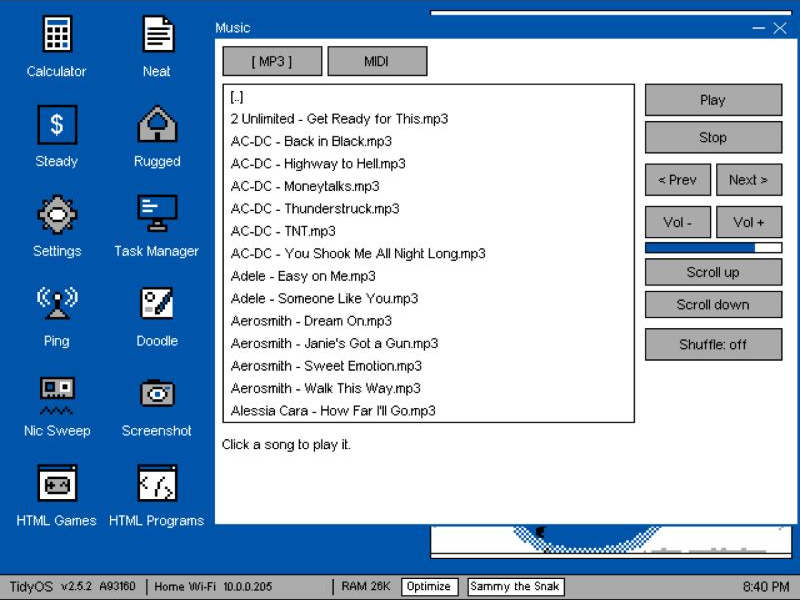 Music
[ MP3 ]
MIDI
[..]
2 Unlimited - Get Ready for This.mp3
AC-DC - Back in Black.mp3
AC-DC - Highway to Hell.mp3
AC-DC - Moneytalks.mp3
AC-DC - Thunderstruck.mp3
AC-DC - TNT.mp3
AC-DC - You Shook Me All Night Long.mp3
Adele - Easy on Me.mp3
Adele - Someone Like You.mp3
Aerosmith - Dream On.mp3
Aerosmith - Janie's Got a Gun.mp3
Aerosmith - Sweet Emotion.mp3
Aerosmith - Walk This Way.mp3
Alessia Cara - How Far I'll Go.mp3
Click a song to play it.
Play
Stop
< Prev
Next >
Vol -
Vol +
Scroll up
Scroll down
Shuffle: off
Calculator
Neat
$
Steady
Rugged
Settings
Task Manager
Ping
Doodle
Nic Sweep
Screenshot
HTML Games
HTML Programs
TidyOS v2.5.2 A93160
Home Wi-Fi 10.0.0.205
RAM 26K
Optimize
Sammy the Snak
8:40 PM